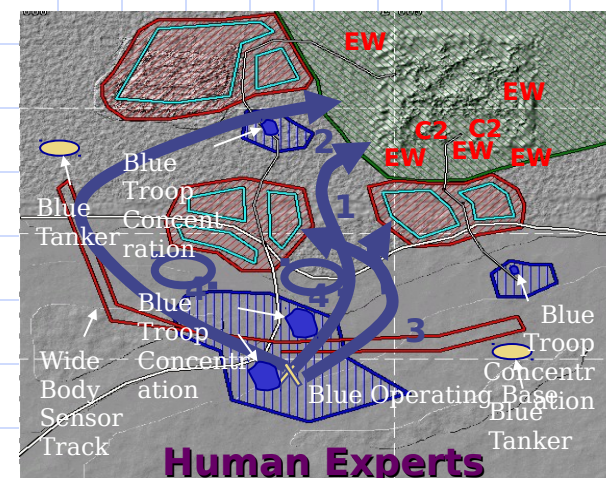 EW
EW
C2
C2
EW
EW
EW
2
Blue
Troop
Concent
ration
Blue
Tanker
1
4
4
Blue
Troop
Concentr
ation
3
Blue
Troop
Concentr
ation
Wide
Body
Sensor
Track
Blue Operating Base
Blue
Tanker
Human Experts